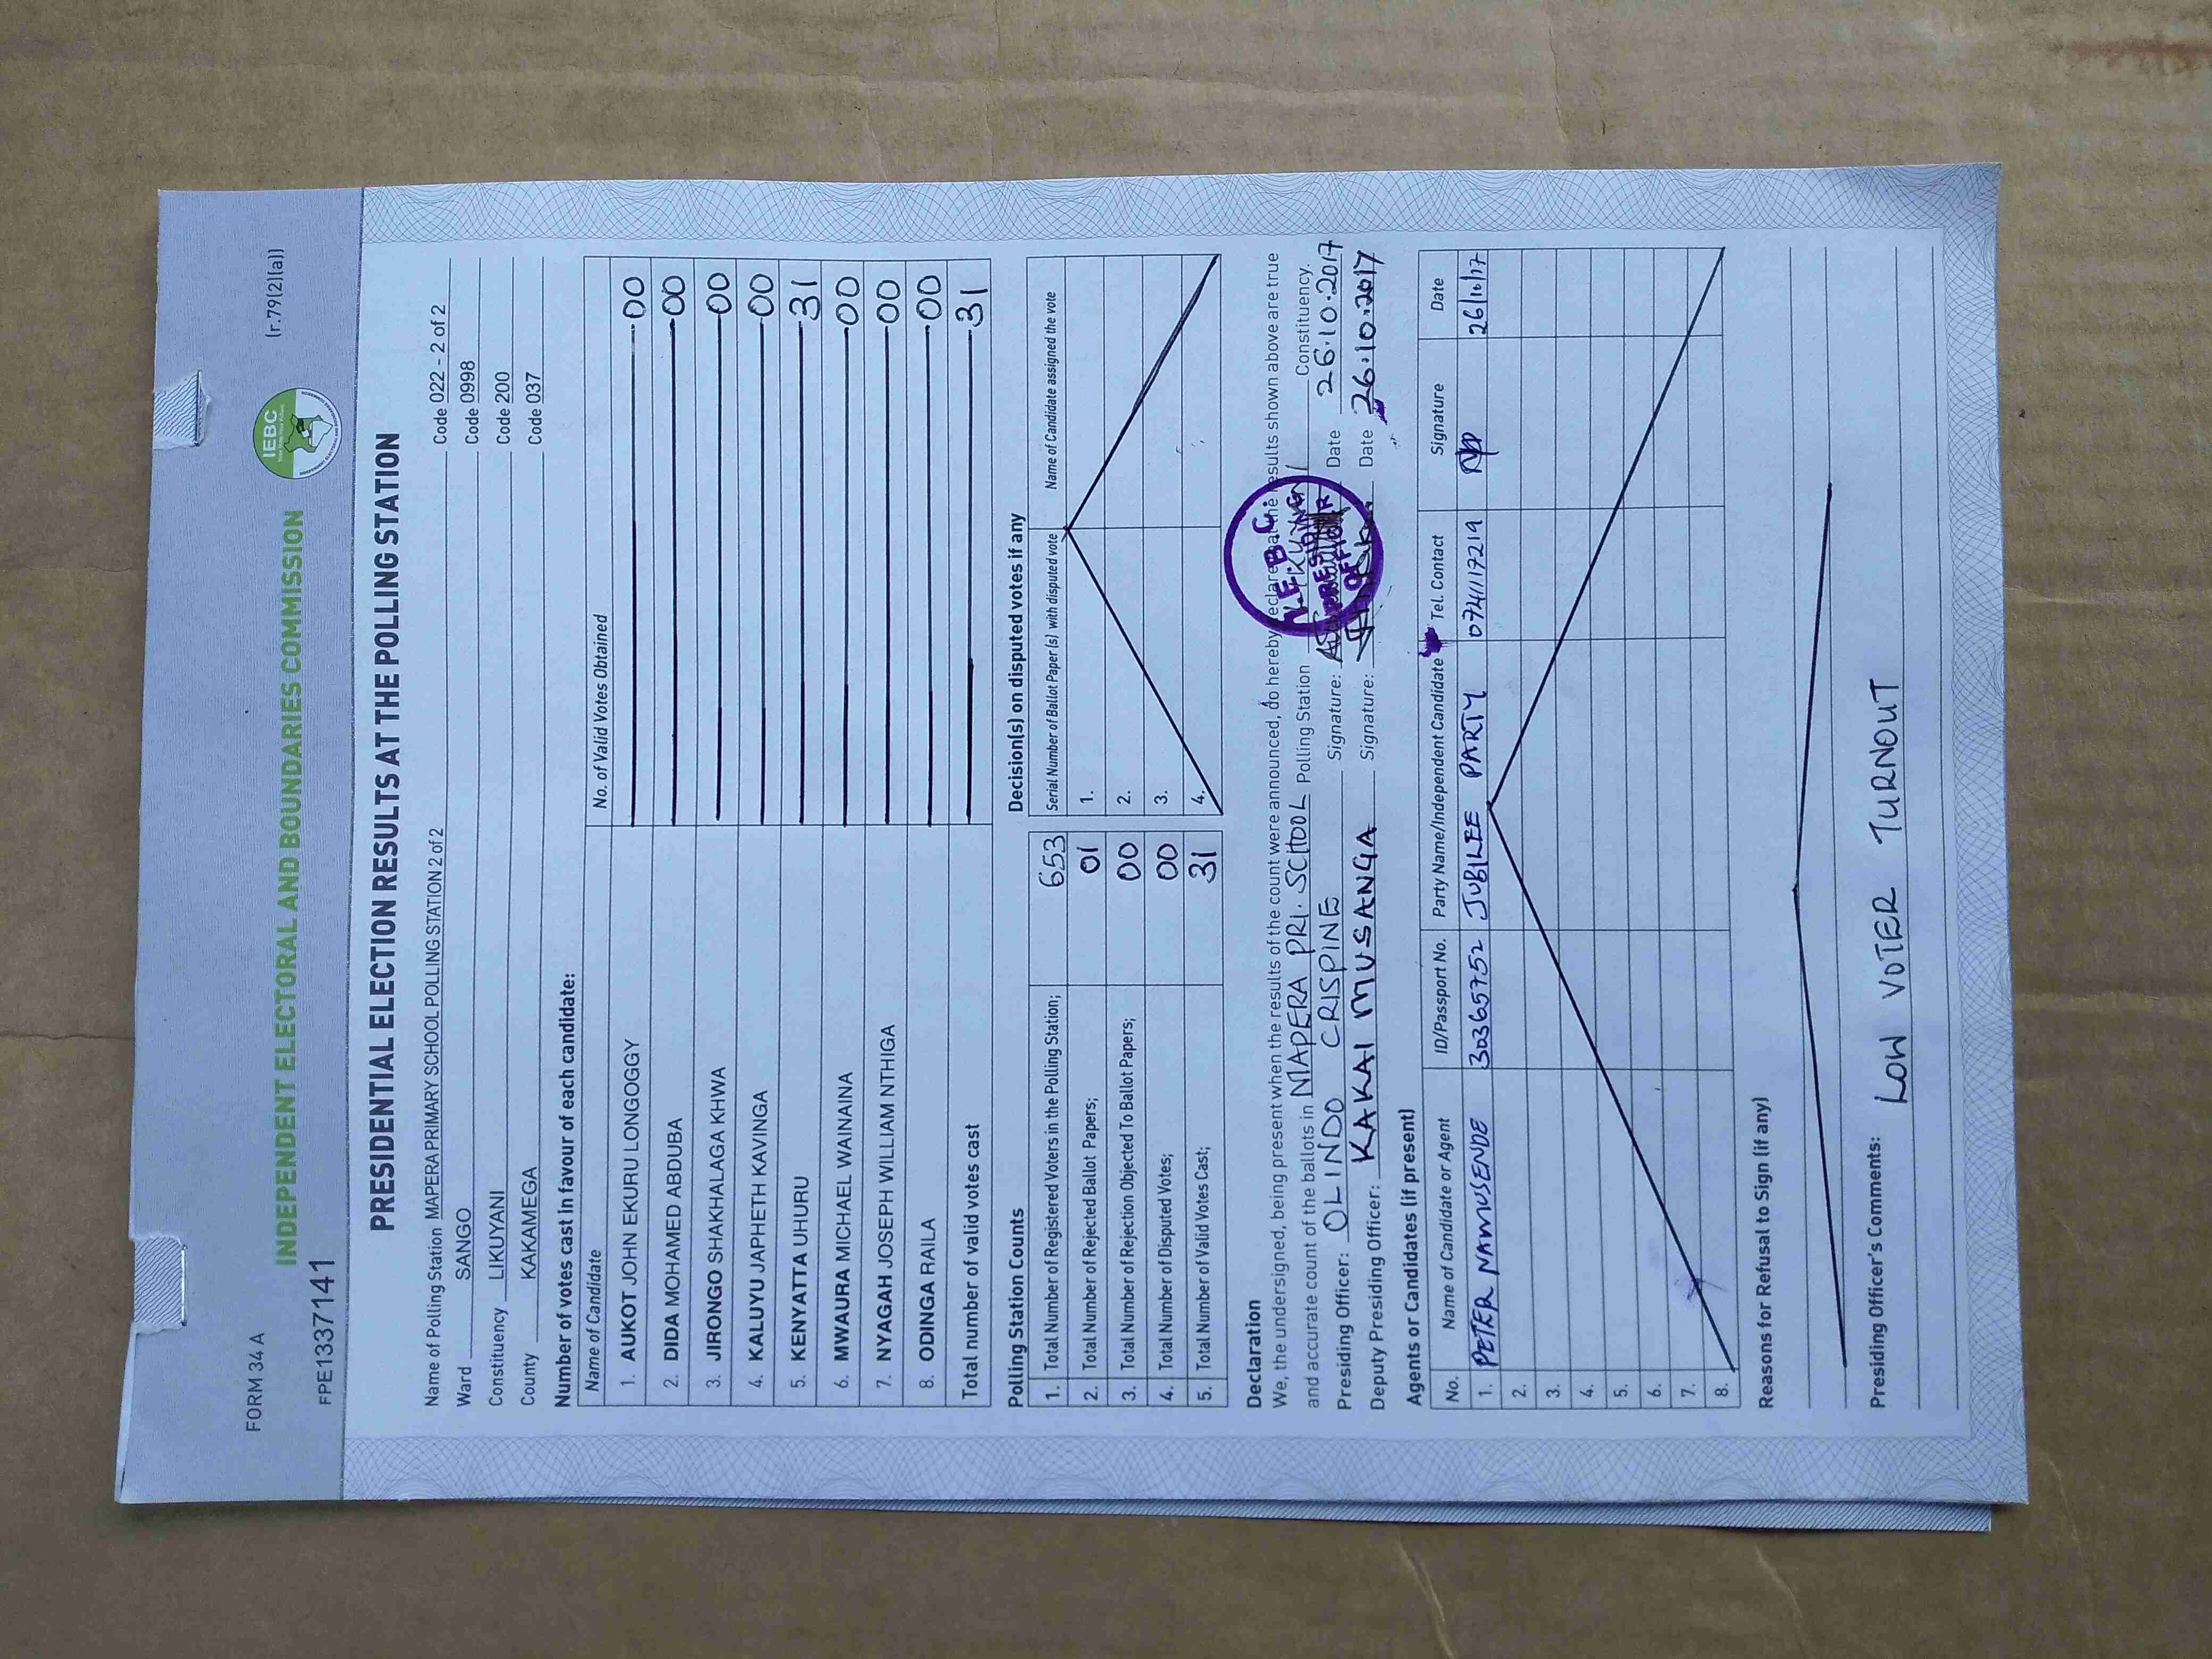 FORM 34 A
(r.79(2)(a))
IEBC
INDEPENDENT ELECTORAL AND BOUNDARIES COMMISSION
FPE1337141
PRESIDENTIAL ELECTION RESULTS AT THE POLLING STATION
Name of Polling Station MAPERA PRIMARY SCHOOL POLLING STATION 2 of 2 Code 022 - 2 of 2
Ward SANGO Code 0998
Constituency LIKUYANI Code 200
County KAKAMEGA Code 037
Number of votes cast in favour of each candidate:
Name of Candidate No. of Valid Votes Obtained
1. AUKOT JOHN EKURU LONGOGGY 00
2. DIDA MOHAMED ABDUBA 00
3. JIRONGO SHAKHALAGA KHWA 00
4. KALUYU JAPHETH KAVINGA 00
5. KENYATTA UHURU 31
6. MWAURA MICHAEL WAINAINA 00
7. NYAGAH JOSEPH WILLIAM NTHIGA 00
8. ODINGA RAILA 00
Total number of valid votes cast 31
Polling Station Counts
1. Total Number of Registered Voters in the Polling Station; 653
2. Total Number of Rejected Ballot Papers; 01
3. Total Number of Rejection Objected To Ballot Papers; 00
4. Total Number of Disputed Votes; 00
5. Total Number of Valid Votes Cast; 31
Decision(s) on disputed votes if any
Serial Number of Ballot Paper(s) with disputed vote Name of Candidate assigned the vote
1.
2.
3.
4.
Declaration
We, the undersigned, being present when the results of the count were announced, do hereby declare that the results shown above are true
and accurate count of the ballots in MAPERA PRI. SCHOOL Polling Station Constituency.
Presiding Officer: OLINDO CRISPINE Signature: Date 26.10.2017
Deputy Presiding Officer: KAKAI MUSANGA Signature: Date 26.10.2017
I.E.B.C.
PRESIDING
OFFICER
Agents or Candidates (if present)
No. Name of Candidate or Agent ID/Passport No. Party Name/Independent Candidate Tel. Contact Signature Date
1. PETER NAMUSENDE 30365752 JUBILEE PARTY 0741117219 26/10/17
2.
3.
4.
5.
6.
7.
8.
Reasons for Refusal to Sign (if any)
Presiding Officer's Comments: LOW VOTER TURNOUT